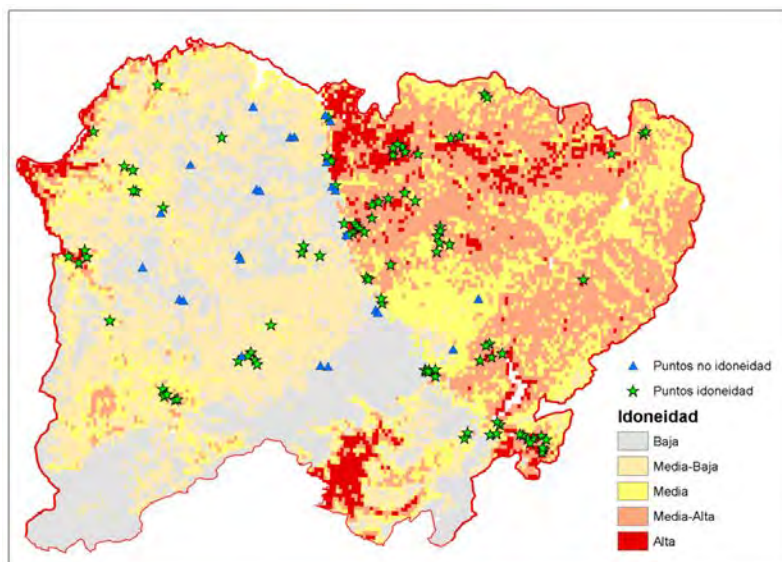 Puntos no idoneidad
Puntos idoneidad
Idoneidad
Baja
Media-Baja
Media
Media-Alta
Alta